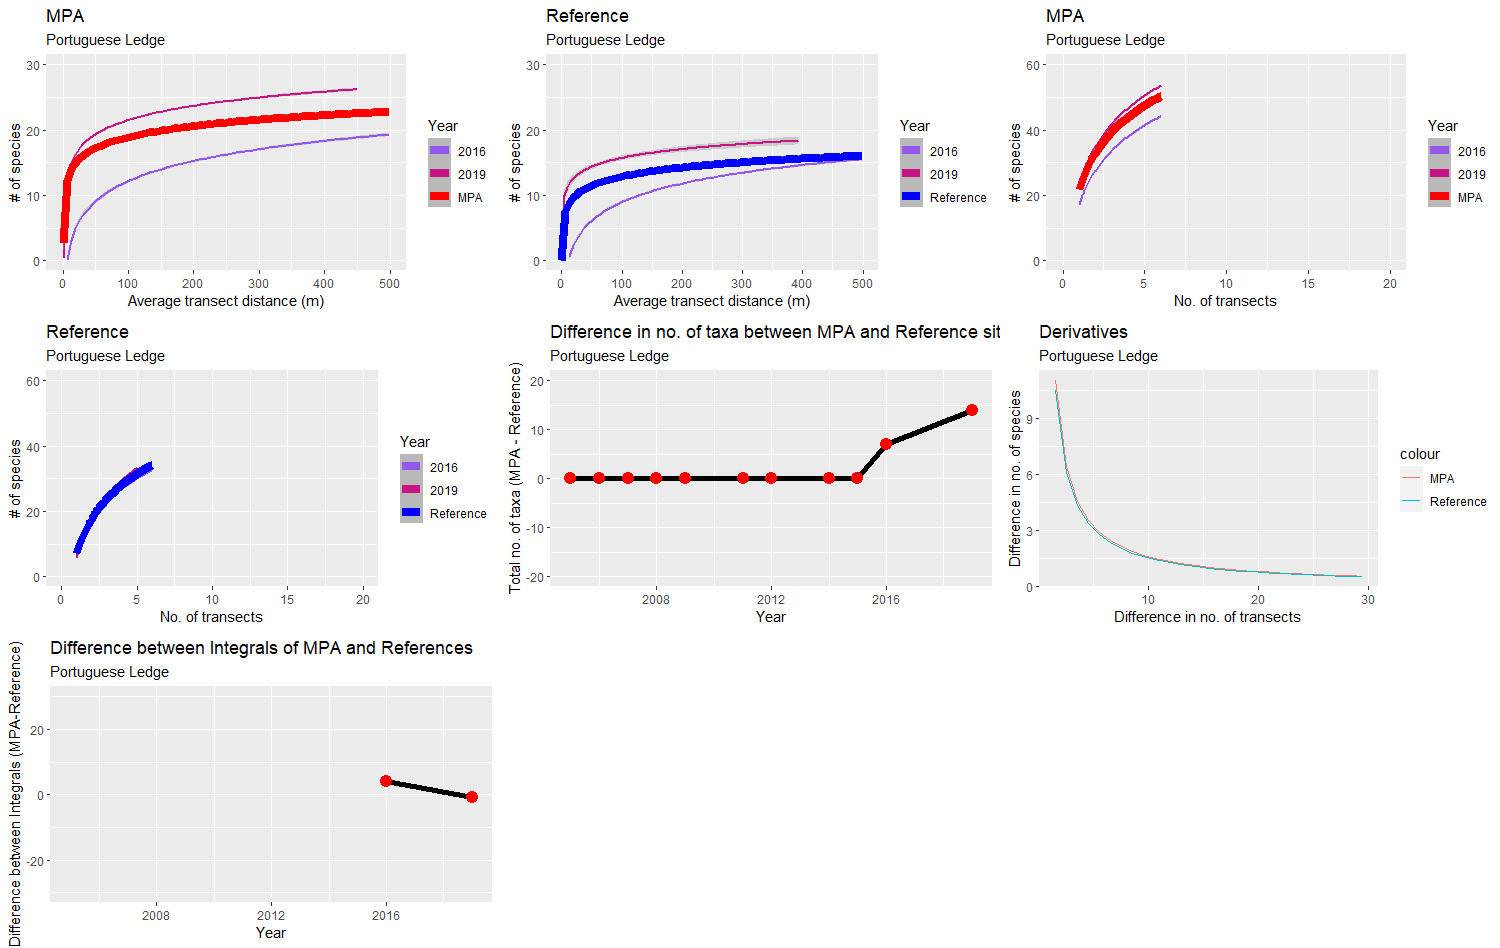 MPA
Portuguese Ledge
# of species
30
20
10
0
0 100 200 300 400 500
Average transect distance (m)
Year
2016
2019
MPA
Reference
Portuguese Ledge
# of species
30
20
10
0
0 100 200 300 400 500
Average transect distance (m)
Year
2016
2019
Reference
MPA
Portuguese Ledge
# of species
60
40
20
0
0 5 10 15 20
No. of transects
Year
2016
2019
MPA
Reference
Portuguese Ledge
# of species
60
40
20
0
0 5 10 15 20
No. of transects
Year
2016
2019
Reference
Difference in no. of taxa between MPA and Reference sit
Portuguese Ledge
Total no. of taxa (MPA - Reference)
20
10
0
-10
-20
2008 2012 2016
Year
Derivatives
Portuguese Ledge
Difference in no. of species
9
6
3
0
10 20 30
Difference in no. of transects
colour
MPA
Reference
Difference between Integrals of MPA and References
Portuguese Ledge
Difference between Integrals (MPA-Reference)
20
0
-20
2008 2012 2016
Year